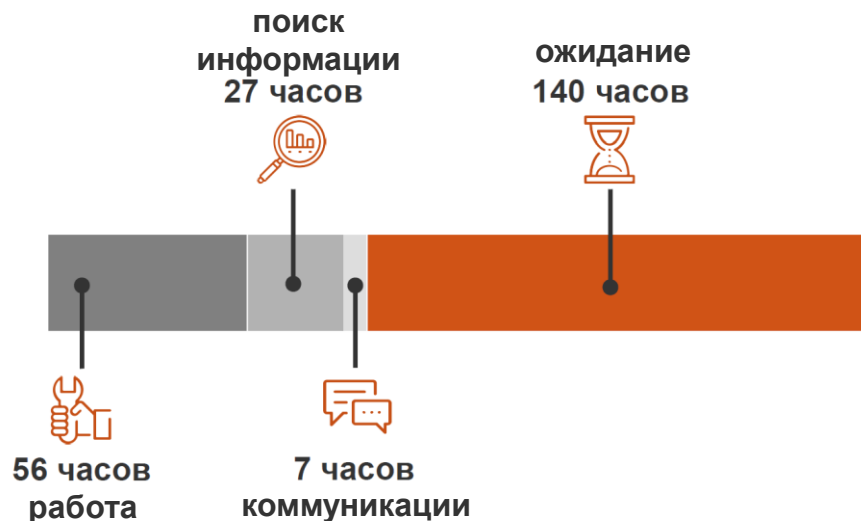 поиск
информации
27 часов
ожидание
140 часов
56 часов
работа
7 часов
коммуникации